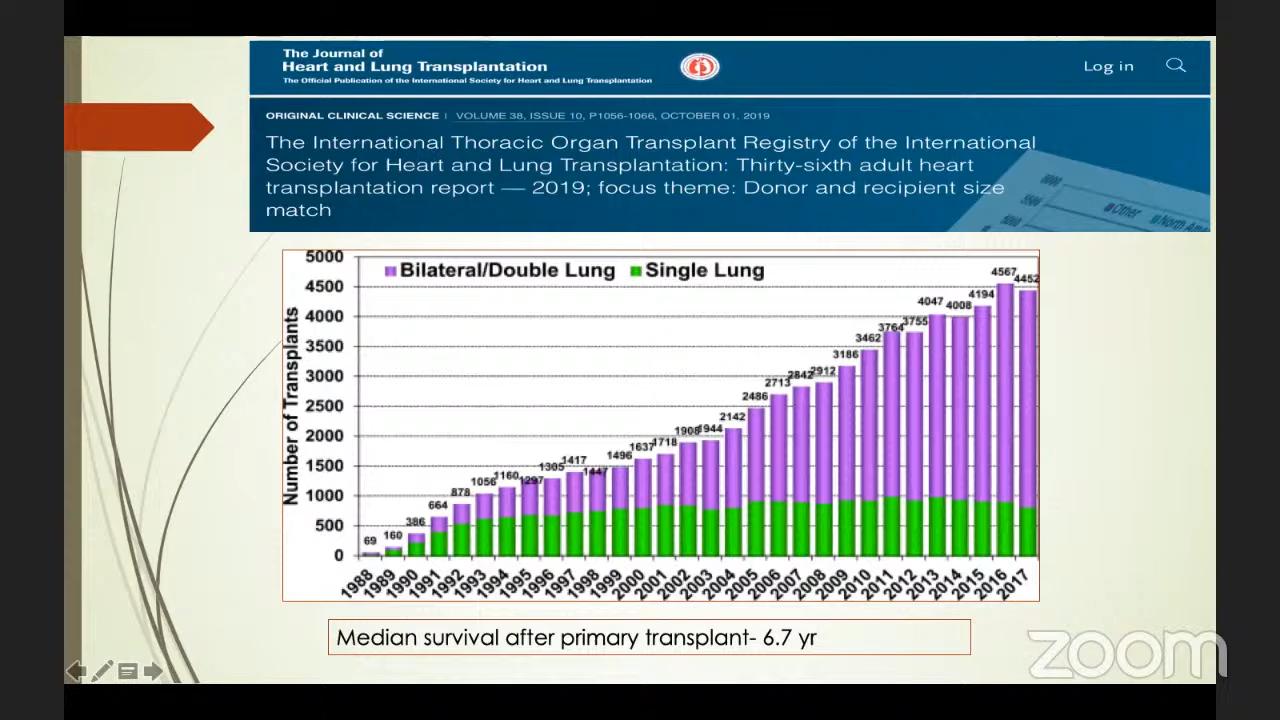 The Journal of
Heart and Lung Transplantation
The Official Publication of the International Society for Heart and Lung Transplantation
Log in
ORIGINAL CLINICAL SCIENCE | VOLUME 38, ISSUE 10, P1056-1066, OCTOBER 01, 2019
The International Thoracic Organ Transplant Registry of the International
Society for Heart and Lung Transplantation: Thirty-sixth adult heart
transplantation report — 2019; focus theme: Donor and recipient size
match
Other
Number of Transplants
5000
4500
4000
3500
3000
2500
2000
1500
1000
500
0
Bilateral/Double Lung Single Lung
69 160 386 664 878 1056 1160 1297 1305 1417 1447 1496 1637 1718 1908 1944 2142 2486 2713 2842 2912 3186 3462 3764 3755 4047 4008 4194 4567 4452
1988 1989 1990 1991 1992 1993 1994 1995 1996 1997 1998 1999 2000 2001 2002 2003 2004 2005 2006 2007 2008 2009 2010 2011 2012 2013 2014 2015 2016 2017
Median survival after primary transplant- 6.7 yr
zoom